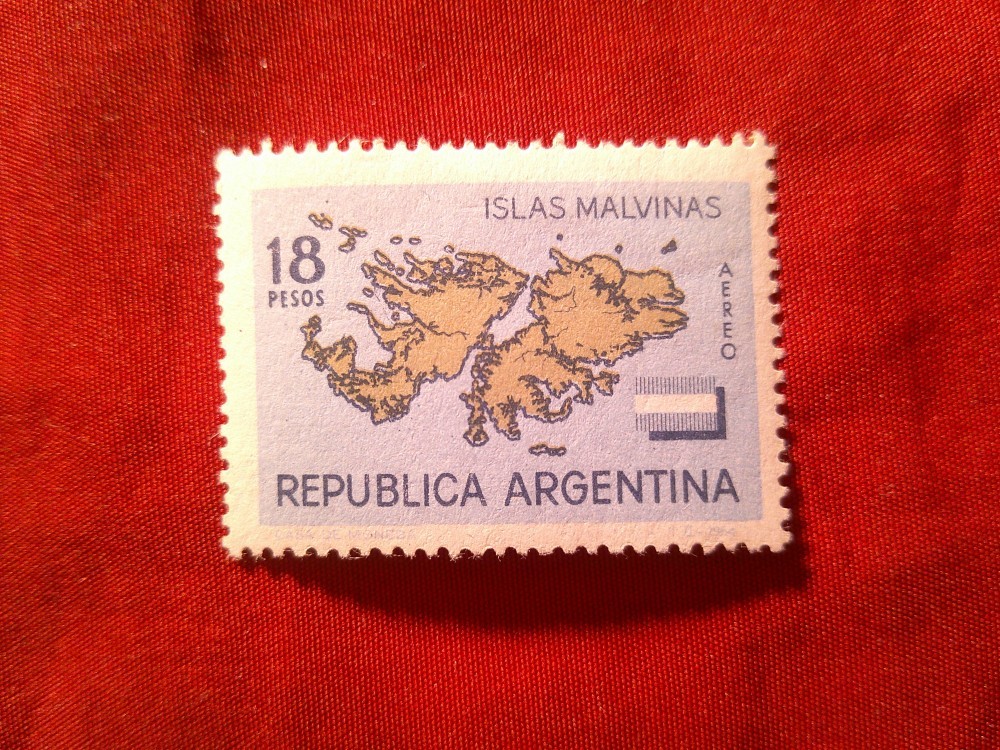 ISLAS MALVINAS
18
PESOS
AEREO
REPUBLICA ARGENTINA
CASA DE MONEDA